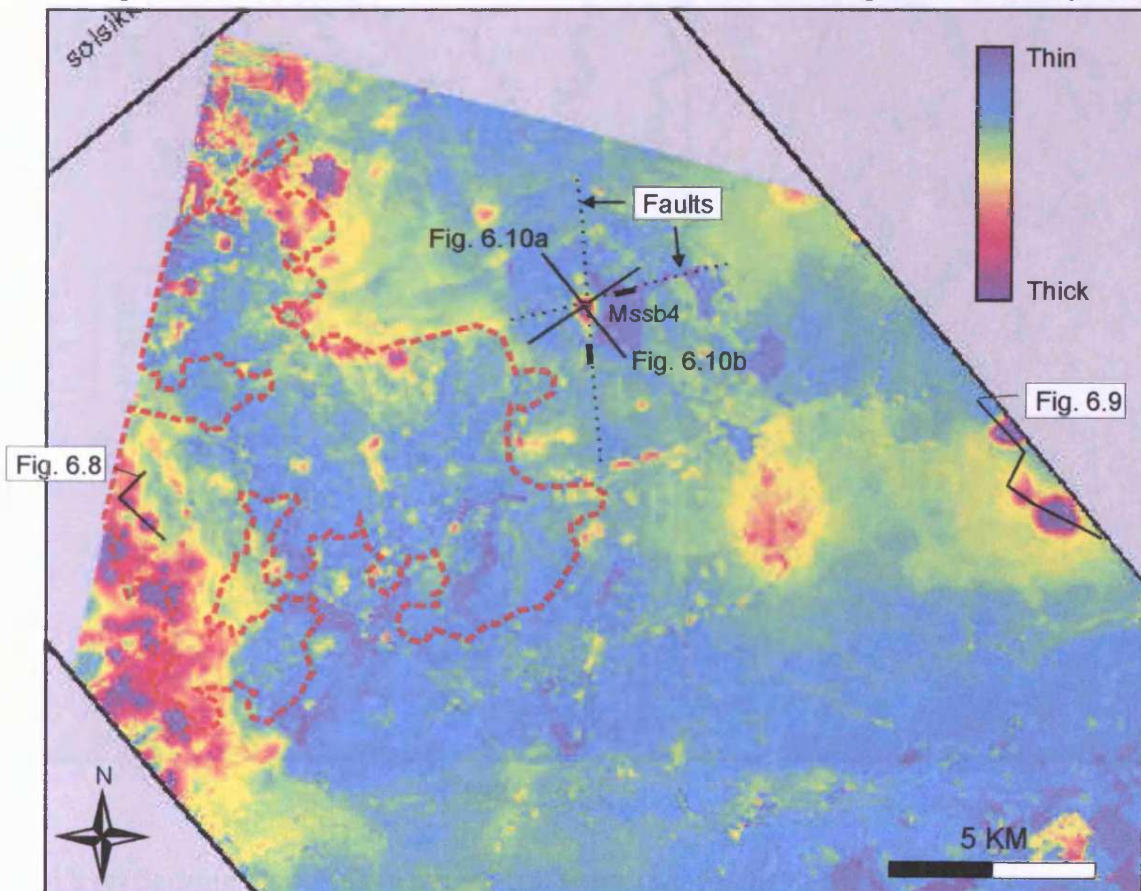 Thin
Thick
Faults
Fig. 6.10a
Mssb4
Fig. 6.10b
Fig. 6.9
Fig. 6.8
N
5 KM